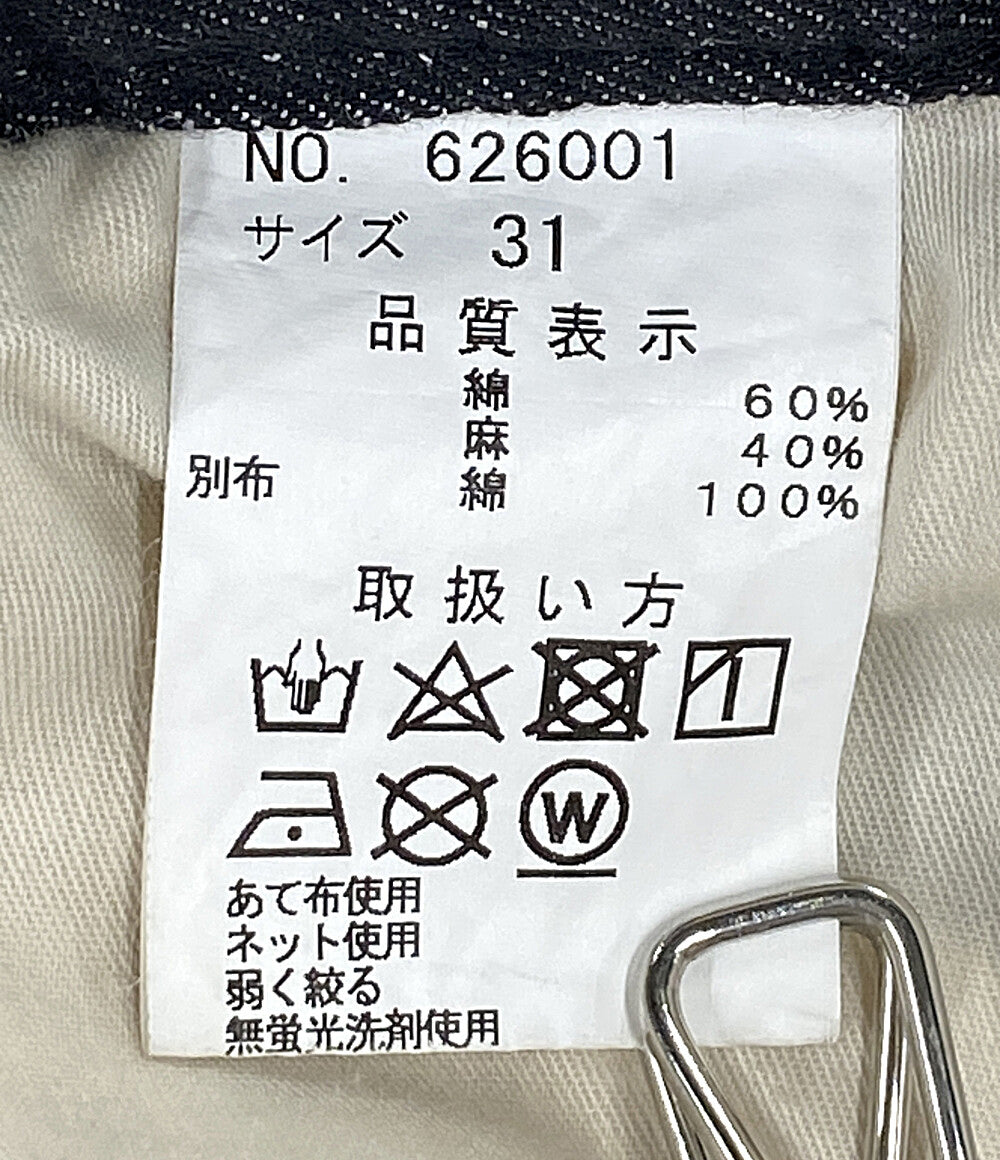 NO. 626001
サイズ 31
品質表示
綿 60%
麻 40%
別布 綿 100%
取扱い方
W
あて布使用
ネット使用
弱く絞る
無蛍光洗剤使用